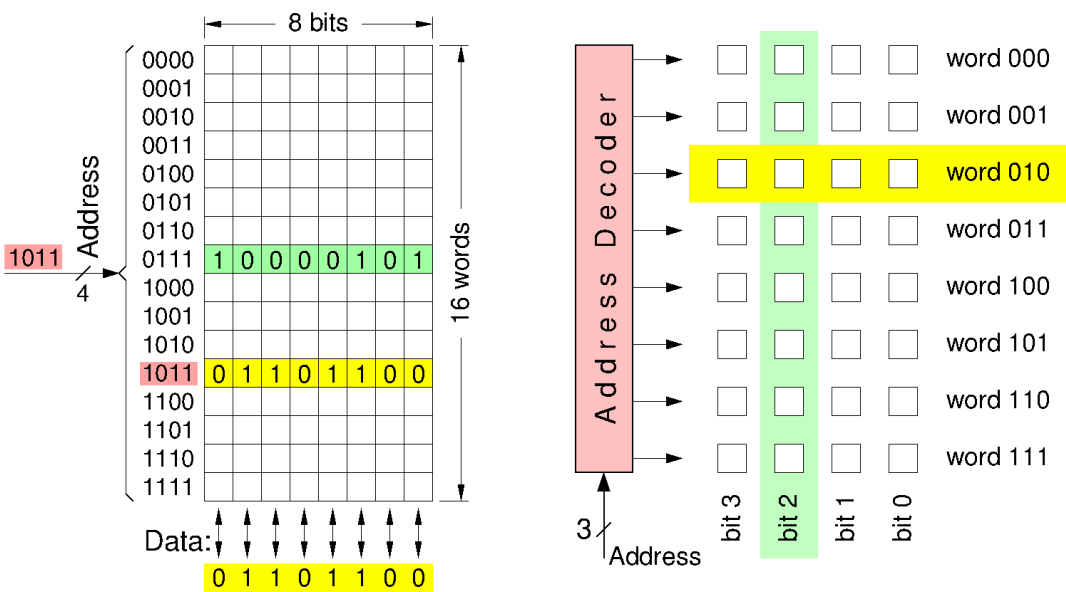 8 bits
0000
0001
0010
0011
0100
0101
0110
0111 1 0 0 0 0 1 0 1
1000
1001
1010
1011 0 1 1 0 1 1 0 0
1100
1101
1110
1111
Address
1011
4
16 words
Data:
0 1 1 0 1 1 0 0
Address Decoder
word 000
word 001
word 010
word 011
word 100
word 101
word 110
word 111
bit 3
bit 2
bit 1
bit 0
3
Address